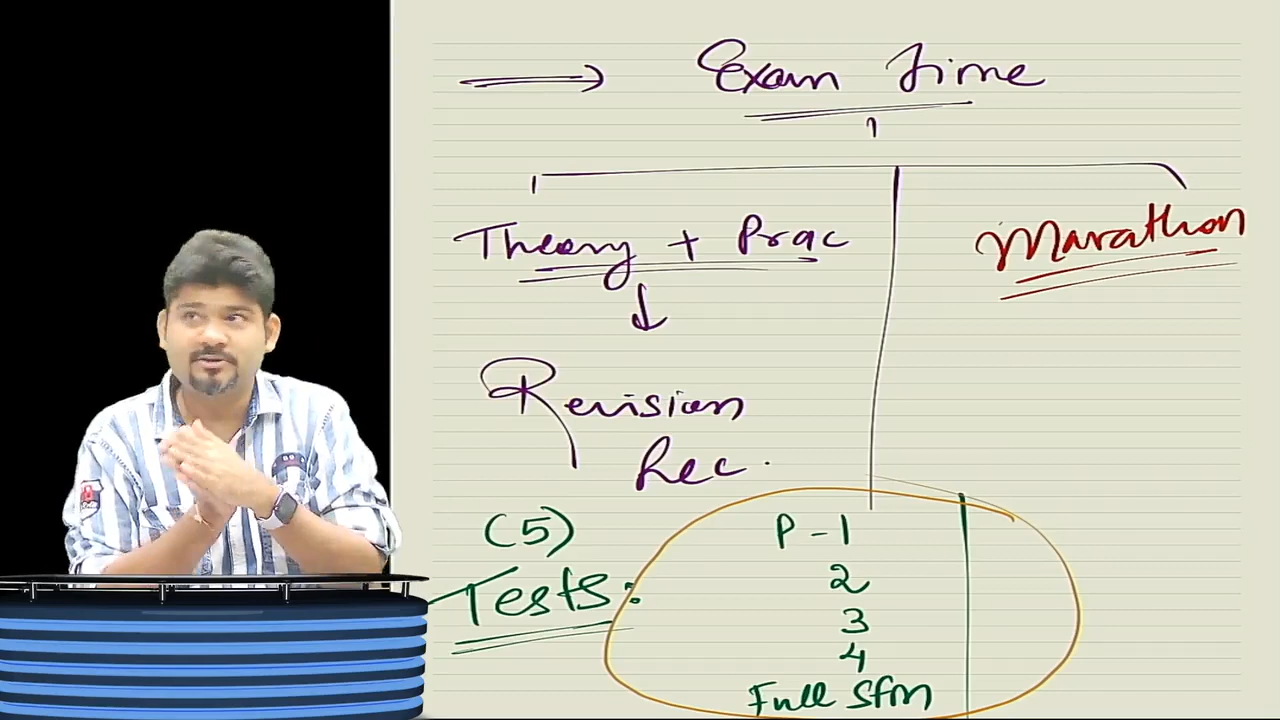 Exam Time
Theory + Prac
Marathon
Revision
Rec.
(5)
Tests:
P-1
2
3
4
Full Sfm